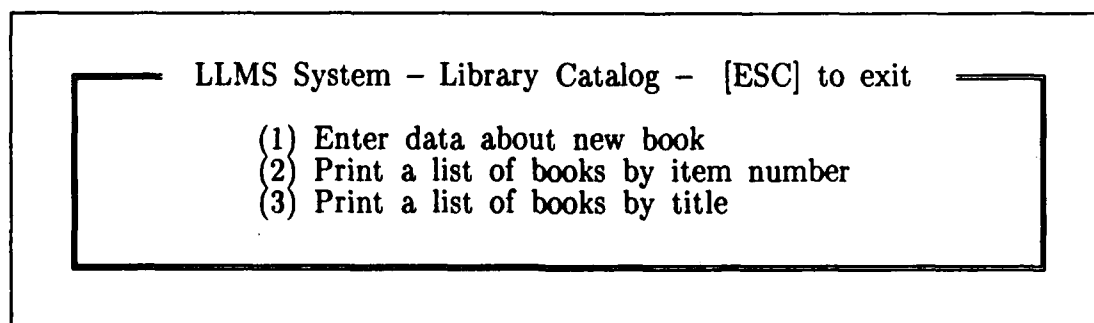 LLMS System - Library Catalog - [ESC] to exit
(1) Enter data about new book
(2) Print a list of books by item number
(3) Print a list of books by title